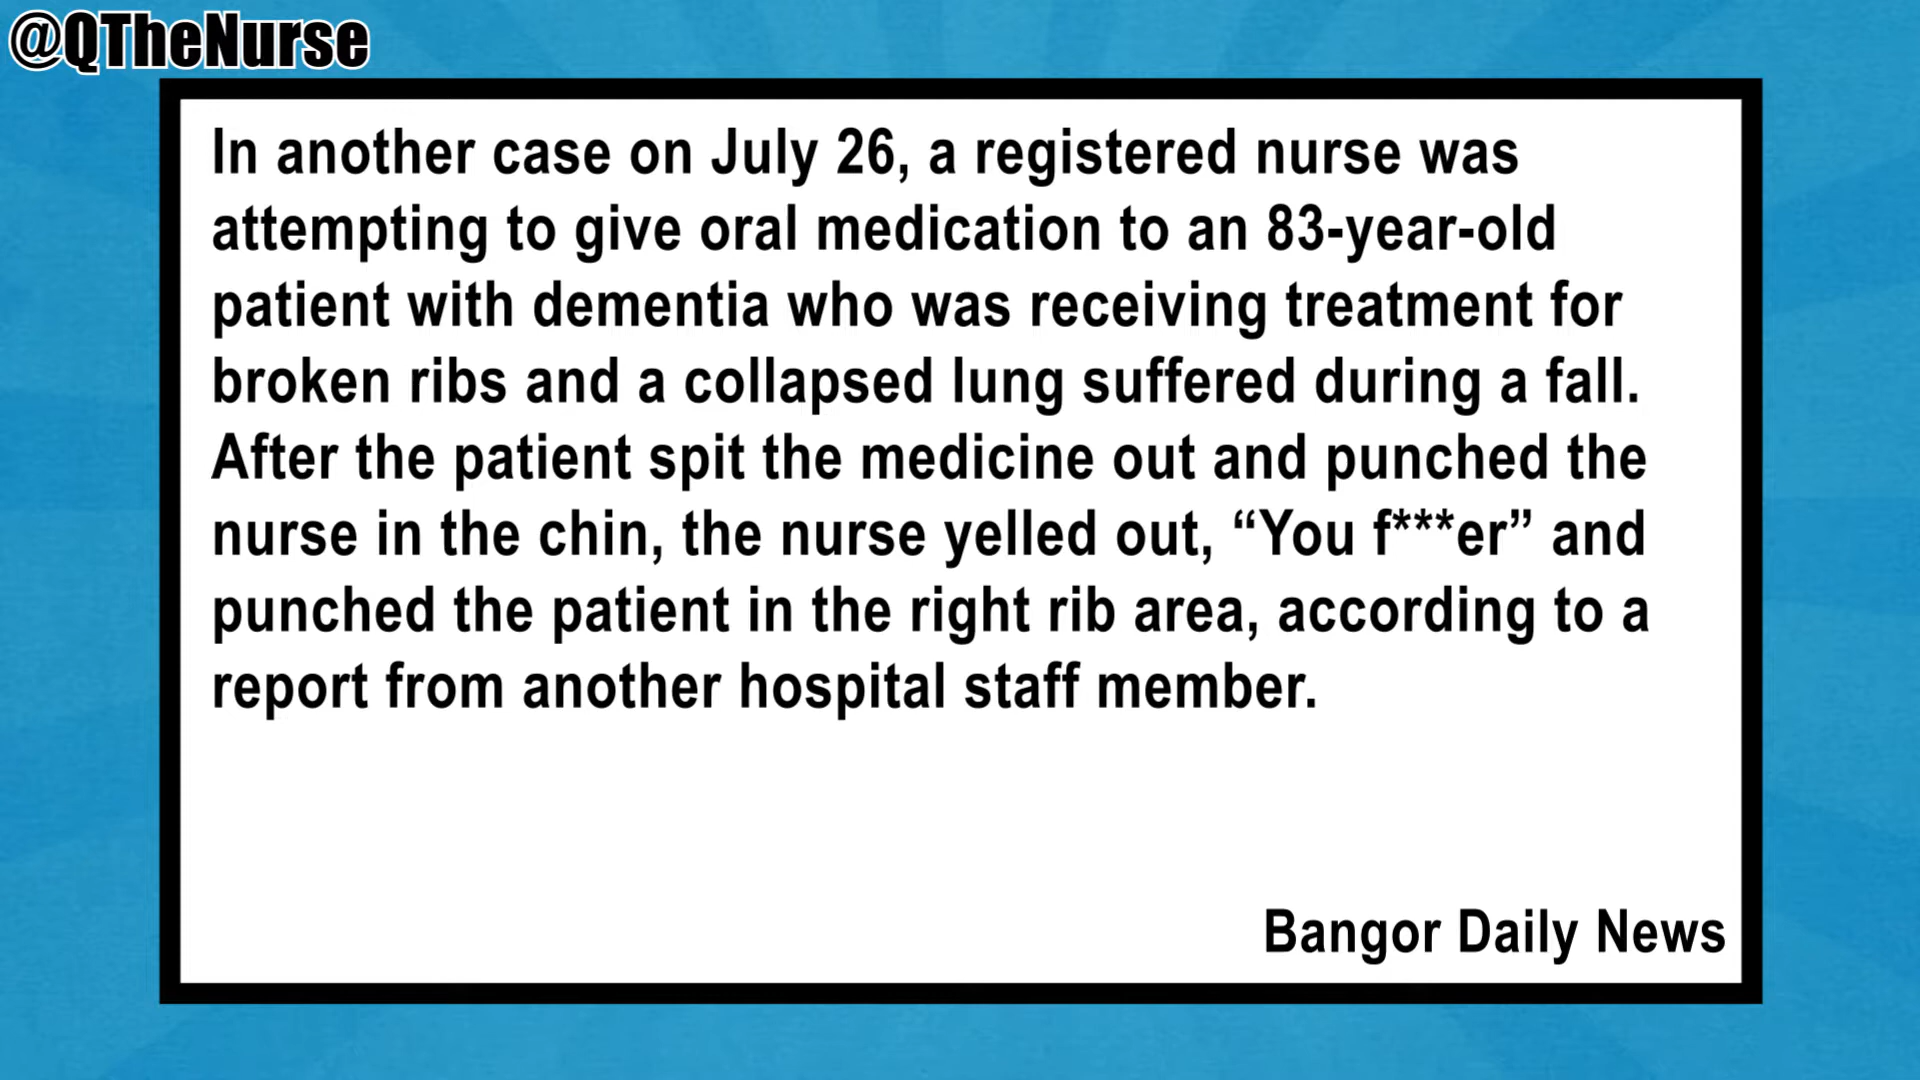 @QTheNurse
In another case on July 26, a registered nurse was
attempting to give oral medication to an 83-year-old
patient with dementia who was receiving treatment for
broken ribs and a collapsed lung suffered during a fall.
After the patient spit the medicine out and punched the
nurse in the chin, the nurse yelled out, “You f***er” and
punched the patient in the right rib area, according to a
report from another hospital staff member.
Bangor Daily News